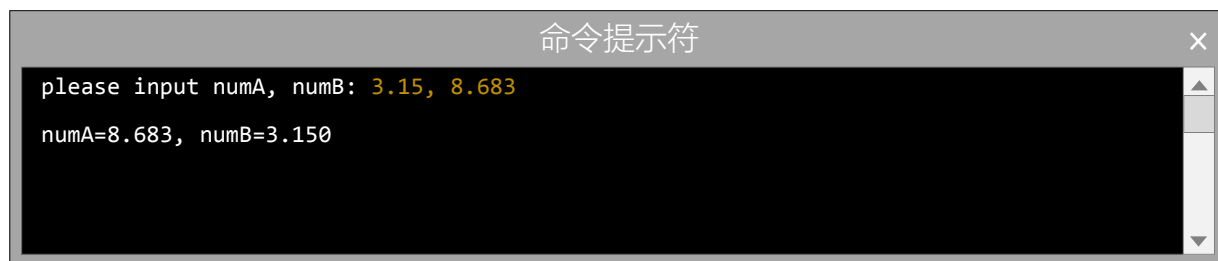 命令提示符
please input numA, numB: 3.15, 8.683
numA=8.683, numB=3.150